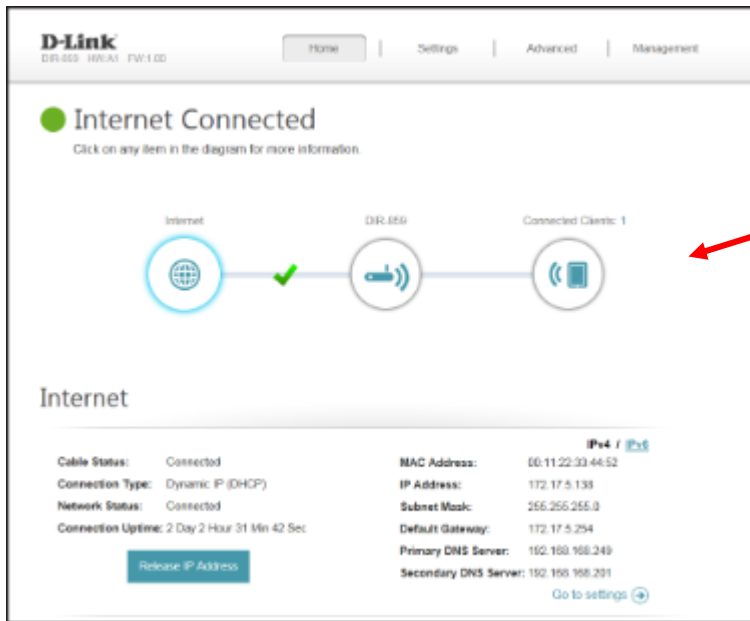 D-Link
DIR-859 HW:A1 FW:1.00
Home | Settings | Advanced | Management
Internet Connected
Click on any item in the diagram for more information.
Internet DIR-859 Connected Clients: 1
Internet
IPv4 / IPv6
Cable Status: Connected MAC Address: 00:11:22:33:44:52
Connection Type: Dynamic IP (DHCP) IP Address: 172.17.5.138
Network Status: Connected Subnet Mask: 255.255.255.0
Connection Uptime: 2 Day 2 Hour 31 Min 42 Sec Default Gateway: 172.17.5.254
Primary DNS Server: 192.168.168.249
Release IP Address
Secondary DNS Server: 192.168.168.201
Go to settings